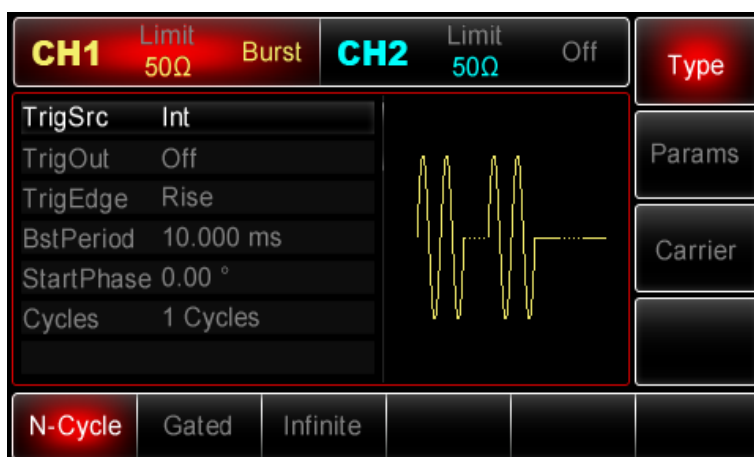 CH1 Limit 50Ω Burst CH2 Limit 50Ω Off
Type
TrigSrc Int
TrigOut Off
TrigEdge Rise
BstPeriod 10.000 ms
StartPhase 0.00 °
Cycles 1 Cycles
Params
Carrier
N-Cycle Gated Infinite